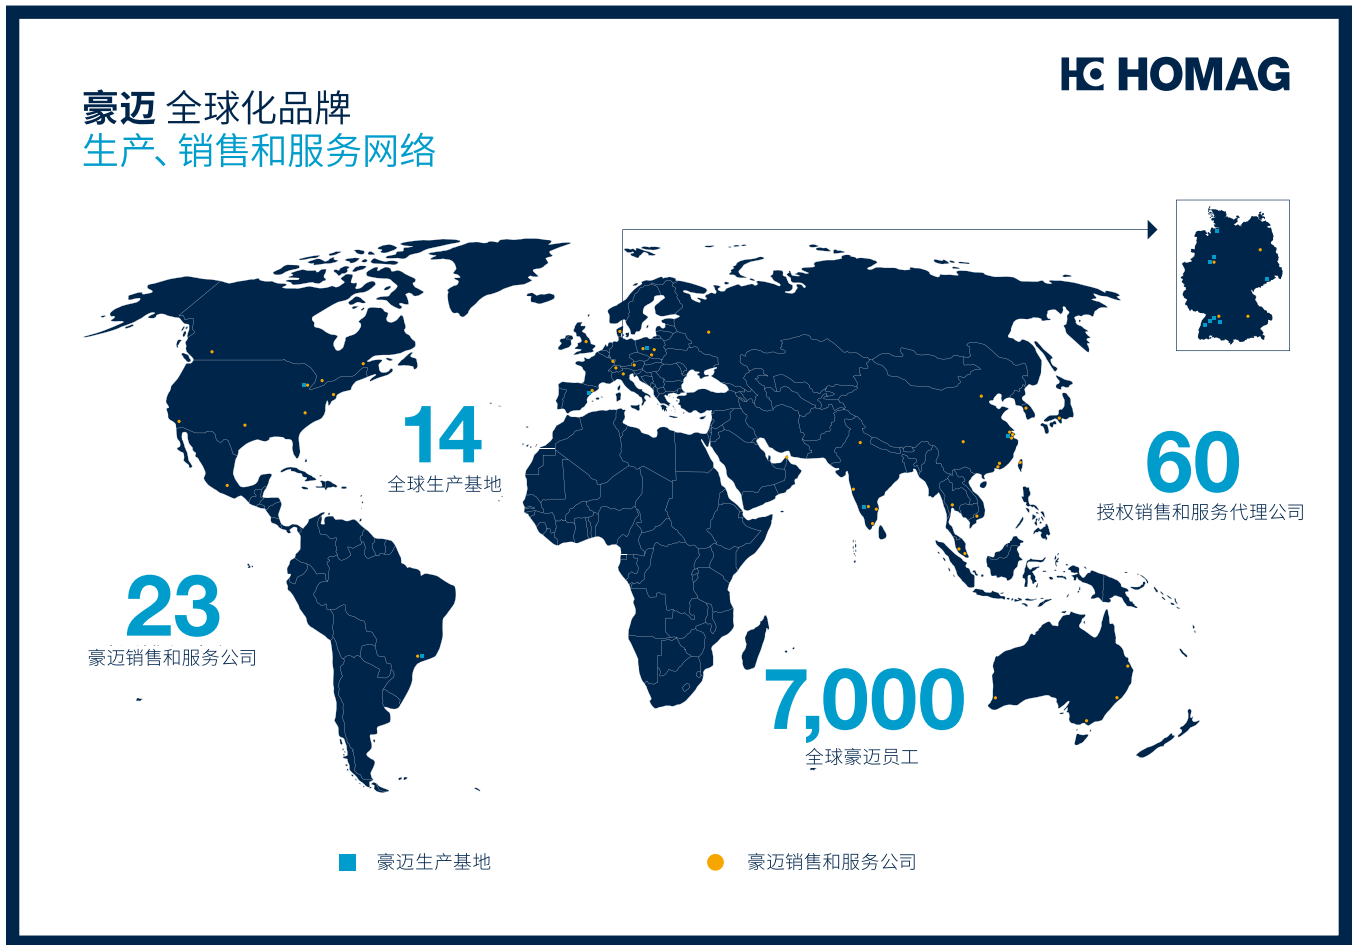 HOMAG
豪迈 全球化品牌
生产、销售和服务网络
14
全球生产基地
60
授权销售和服务代理公司
23
豪迈销售和服务公司
7,000
全球豪迈员工
豪迈生产基地
豪迈销售和服务公司